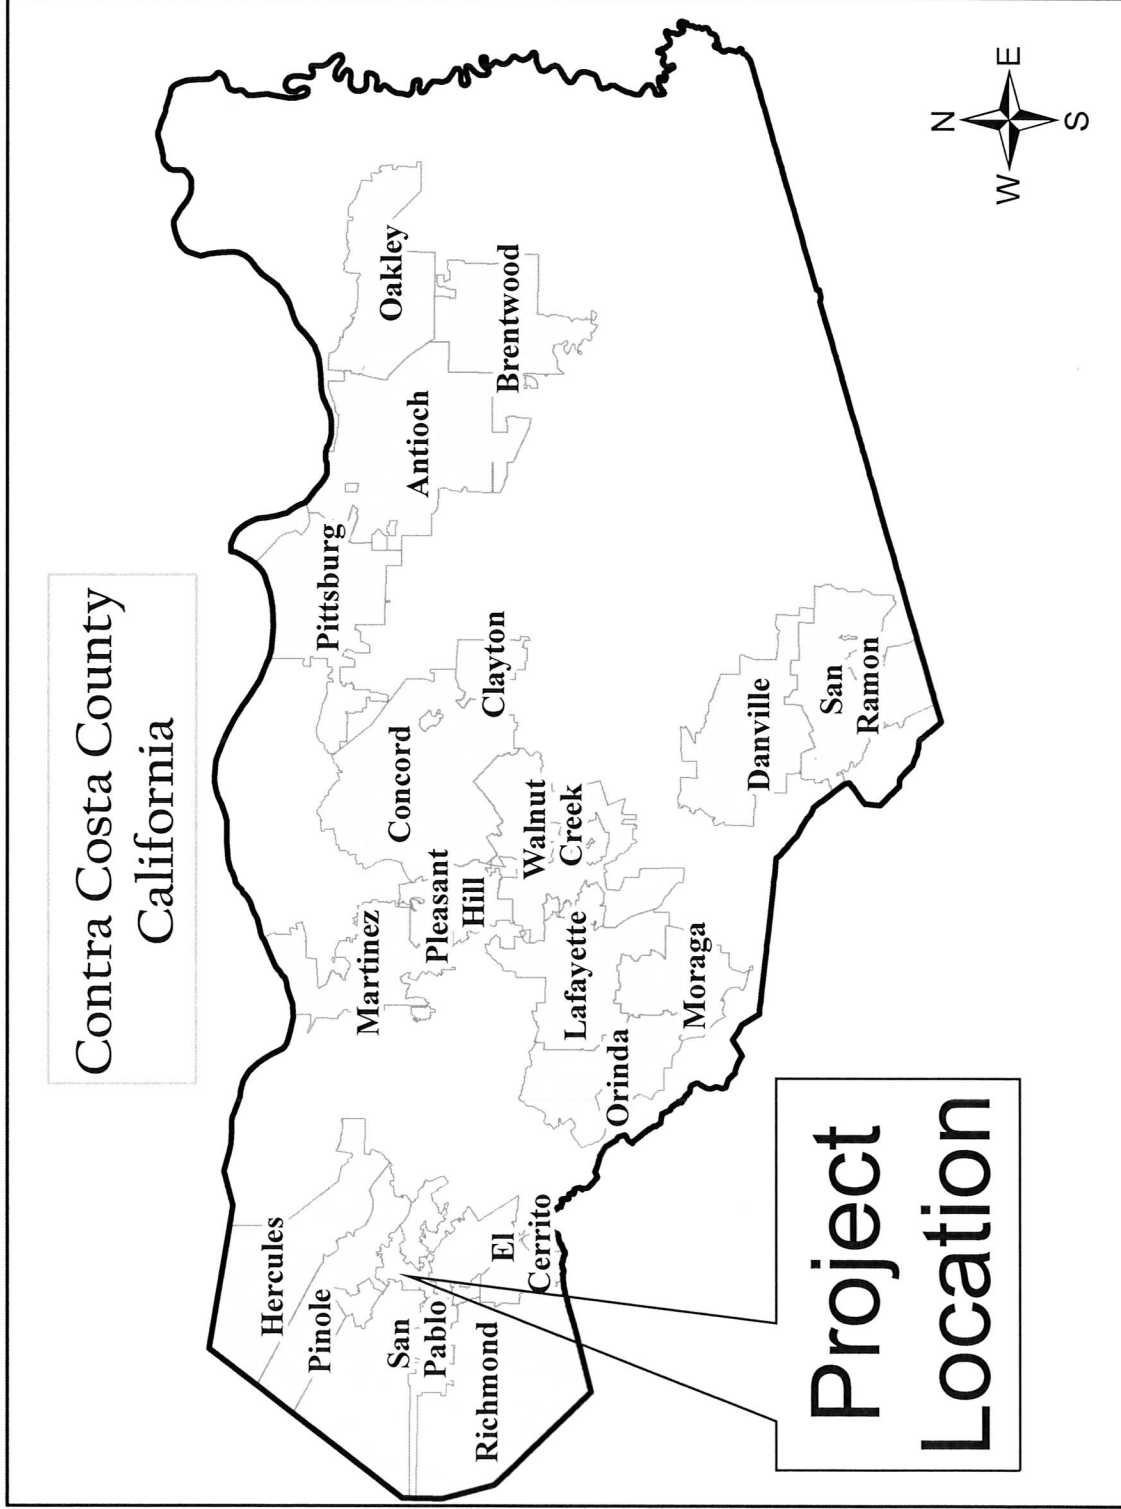 Contra Costa County
California
Hercules
Pinole
San
Pablo
Richmond
El
Cerrito
Martinez
Pleasant
Hill
Concord
Clayton
Walnut
Creek
Lafayette
Orinda
Moraga
Pittsburg
Antioch
Oakley
Brentwood
Danville
San
Ramon
Project
Location
N
W
E
S